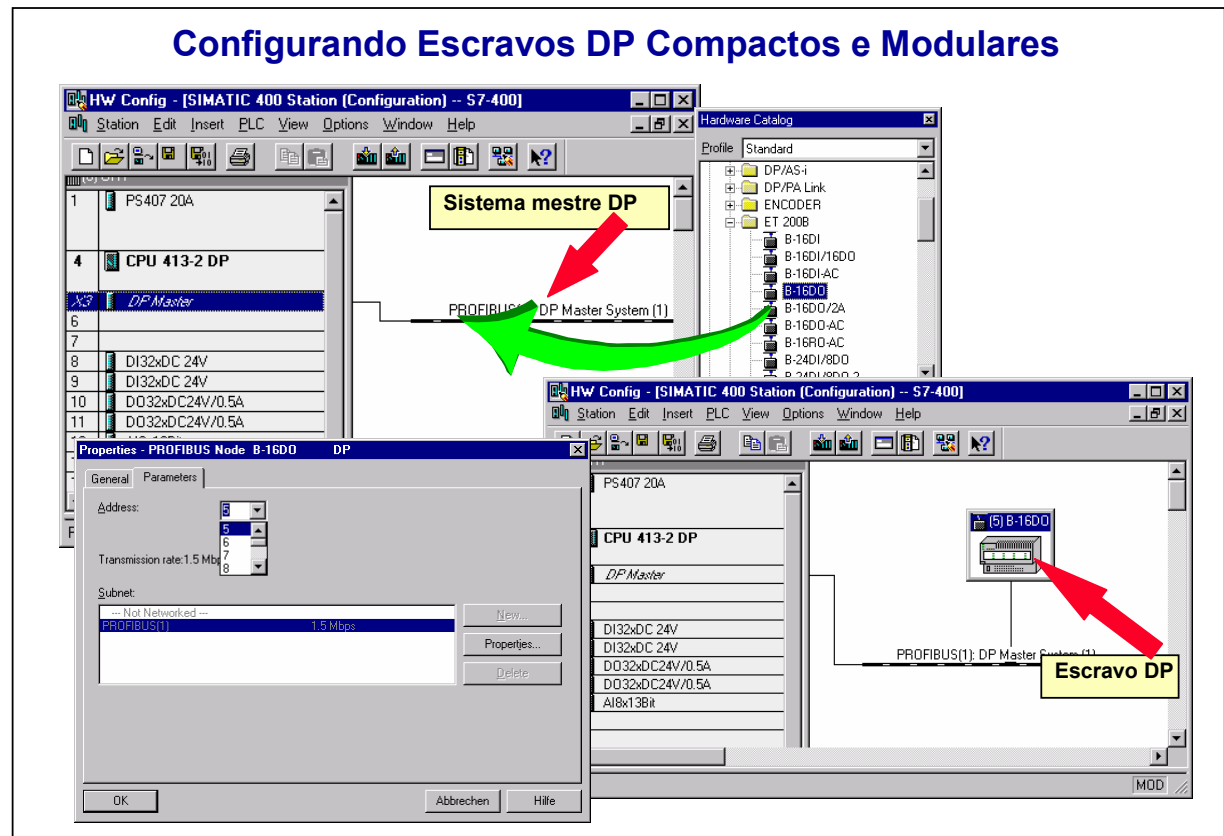 Configurando Escravos DP Compactos e Modulares
HW Config - [SIMATIC 400 Station (Configuration) -- S7-400]
Station Edit Insert PLC View Options Window Help
1 PS407 20A
4 CPU 413-2 DP
X3 DP Master
6
7
8 DI32xDC 24V
9 DI32xDC 24V
10 DO32xDC24V/0.5A
11 DO32xDC24V/0.5A
Sistema mestre DP
DP Master System (1)
Hardware Catalog
Profile Standard
DP/AS-i
DP/PA Link
ENCODER
ET 200B
B-16DI
B-16DI/16DO
B-16DI-AC
B-16DO
B-16DO/2A
B-16DO-AC
B-16RO-AC
B-24DI/8DO
Properties - PROFIBUS Node B-16DO DP
General Parameters
Address: 5
5
6
7
8
Transmission rate:1.5
Subnet:
--- Not Networked ---
PROFIBUS(1) 1.5 Mbps
New...
Properties...
Delete
OK
Abbrechen
Hilfe
HW Config - [SIMATIC 400 Station (Configuration) -- S7-400]
Station Edit Insert PLC View Options Window Help
PS407 20A
CPU 413-2 DP
DP Master
DI32xDC 24V
DI32xDC 24V
DO32xDC24V/0.5A
DO32xDC24V/0.5A
AI8x13Bit
(5) B-16DO
PROFIBUS(1): DP Master System (1)
Escravo DP
MOD